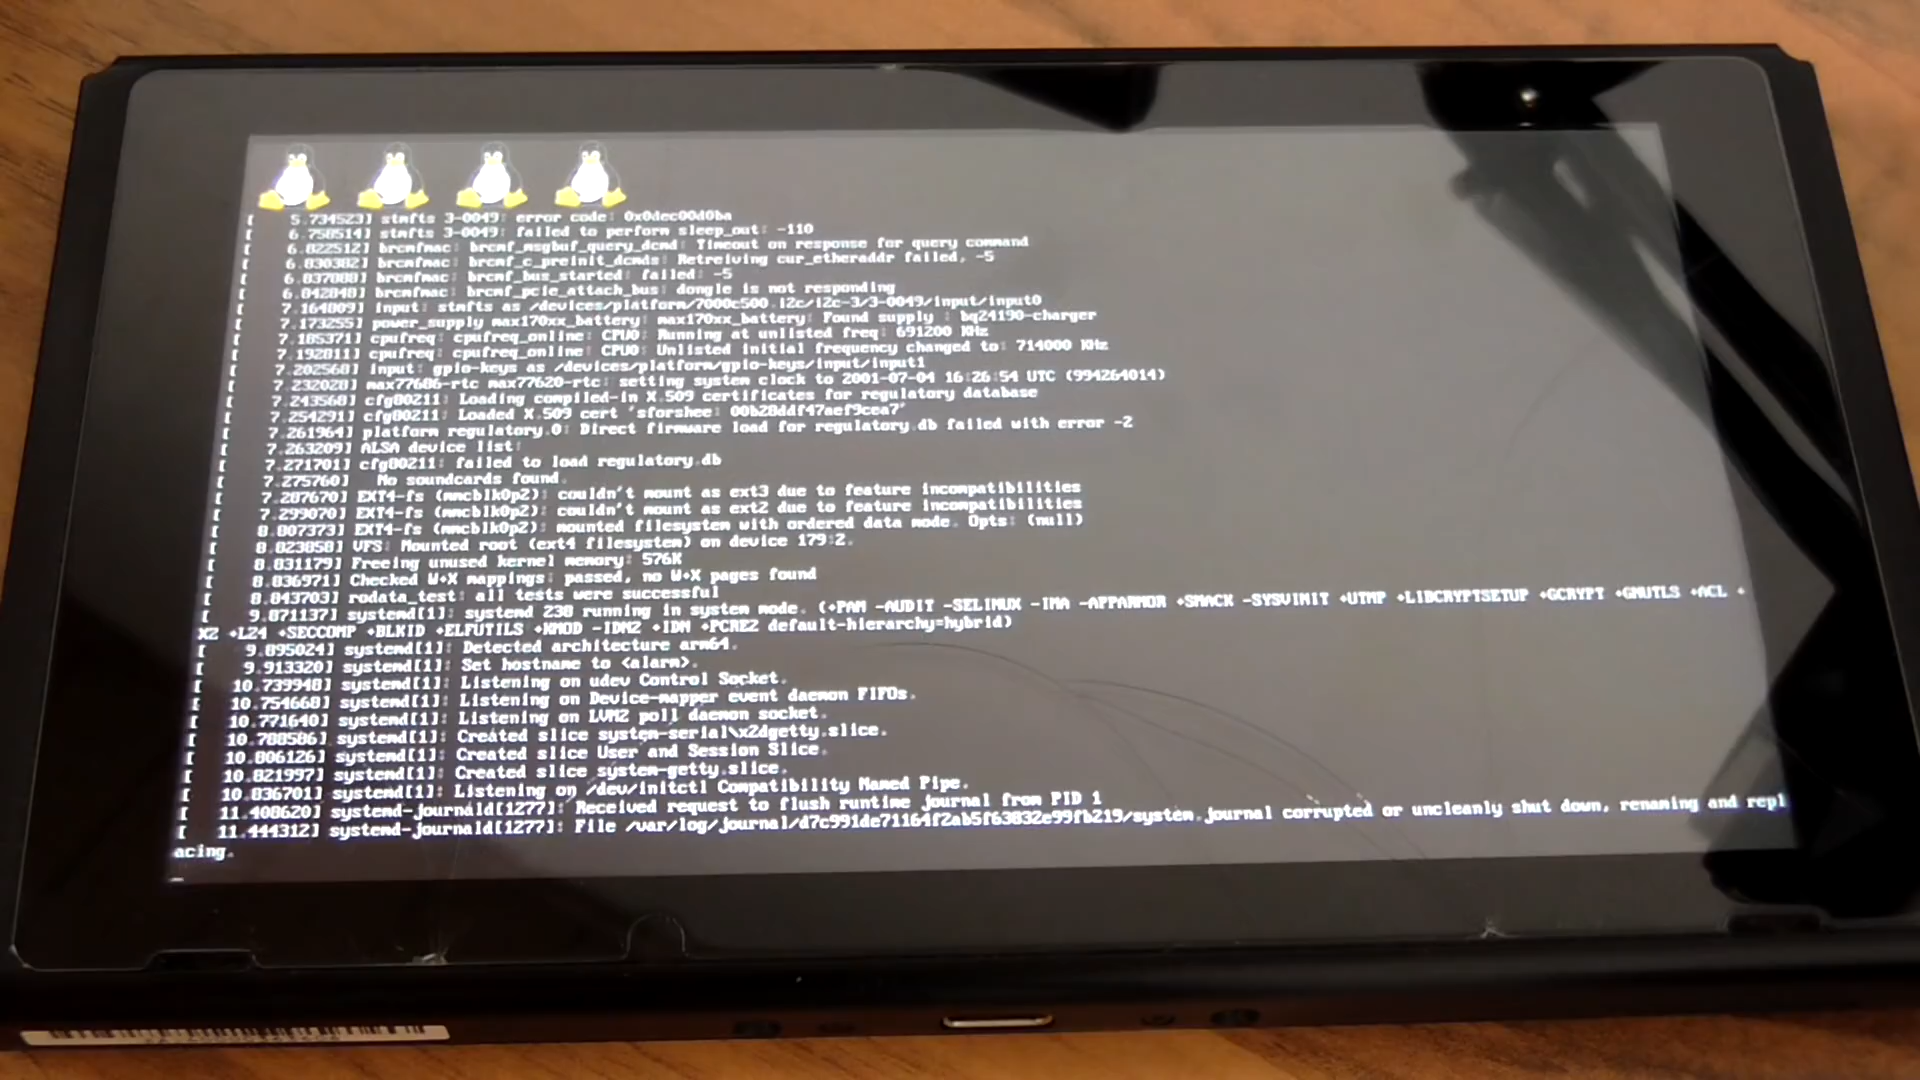 [    5.734523] stmfts 3-0049: error code: 0x0dec00d0ba
[    6.758514] stmfts 3-0049: failed to perform sleep_out: -110
[    6.822512] brcmfmac: brcmf_msgbuf_query_dcmd: Timeout on response for query command
[    6.830382] brcmfmac: brcmf_c_preinit_dcmds: Retreiving cur_etheraddr failed, -5
[    6.837888] brcmfmac: brcmf_bus_started: failed: -5
[    6.842848] brcmfmac: brcmf_pcie_attach_bus: dongle is not responding
[    7.164809] input: stmfts as /devices/platform/7000c500.i2c/i2c-3/3-0049/input/input0
[    7.173255] power_supply max170xx_battery: max170xx_battery: Found supply : bq24190-charger
[    7.185371] cpufreq: cpufreq_online: CPU0: Running at unlisted freq: 691200 KHz
[    7.192811] cpufreq: cpufreq_online: CPU0: Unlisted initial frequency changed to: 714000 KHz
[    7.202568] input: gpio-keys as /devices/platform/gpio-keys/input/input1
[    7.232028] max77686-rtc max77620-rtc: setting system clock to 2001-07-04 16:26:54 UTC (994264014)
[    7.243568] cfg80211: Loading compiled-in X.509 certificates for regulatory database
[    7.254291] cfg80211: Loaded X.509 cert 'sforshee: 00b28ddf47aef9cea7'
[    7.261964] platform regulatory.0: Direct firmware load for regulatory.db failed with error -2
[    7.263209] ALSA device list:
[    7.271701] cfg80211: failed to load regulatory.db
[    7.275760]   No soundcards found.
[    7.287670] EXT4-fs (mmcblk0p2): couldn't mount as ext3 due to feature incompatibilities
[    7.299070] EXT4-fs (mmcblk0p2): couldn't mount as ext2 due to feature incompatibilities
[    8.807373] EXT4-fs (mmcblk0p2): mounted filesystem with ordered data mode. Opts: (null)
[    8.823858] VFS: Mounted root (ext4 filesystem) on device 179:2.
[    8.831179] Freeing unused kernel memory: 576K
[    8.836971] Checked W+X mappings: passed, no W+X pages found
[    8.843703] rodata_test: all tests were successful
[    9.871137] systemd[1]: systemd 238 running in system mode. (+PAM -AUDIT -SELINUX -IMA -APPARMOR +SMACK -SYSVINIT +UTMP +LIBCRYPTSETUP +GCRYPT +GNUTLS +ACL +
XZ +LZ4 +SECCOMP +BLKID +ELFUTILS +KMOD -IDN2 +IDN +PCRE2 default-hierarchy=hybrid)
[    9.895024] systemd[1]: Detected architecture arm64.
[    9.913320] systemd[1]: Set hostname to <alarm>.
[   10.739948] systemd[1]: Listening on udev Control Socket.
[   10.754668] systemd[1]: Listening on Device-mapper event daemon FIFOs.
[   10.771640] systemd[1]: Listening on LVM2 poll daemon socket.
[   10.788586] systemd[1]: Created slice system-serial\x2dgetty.slice.
[   10.806126] systemd[1]: Created slice User and Session Slice.
[   10.821997] systemd[1]: Created slice system-getty.slice.
[   10.836701] systemd[1]: Listening on /dev/initctl Compatibility Named Pipe.
[   11.408620] systemd-journald[1277]: Received request to flush runtime journal from PID 1
[   11.444312] systemd-journald[1277]: File /var/log/journal/d7c991de71164f2ab5f63832e99fb219/system.journal corrupted or uncleanly shut down, renaming and repl
acing.